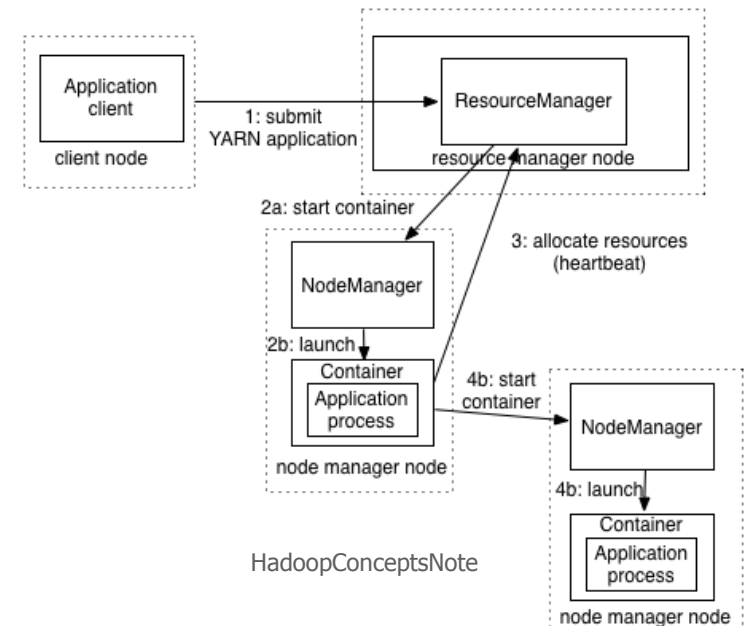 Application
client
client node
1: submit
YARN application
ResourceManager
resource manager node
2a: start container
NodeManager
2b: launch
Container
Application
process
node manager node
3: allocate resources
(heartbeat)
4b: start
container
NodeManager
4b: launch
Container
Application
process
node manager node
HadoopConceptsNote